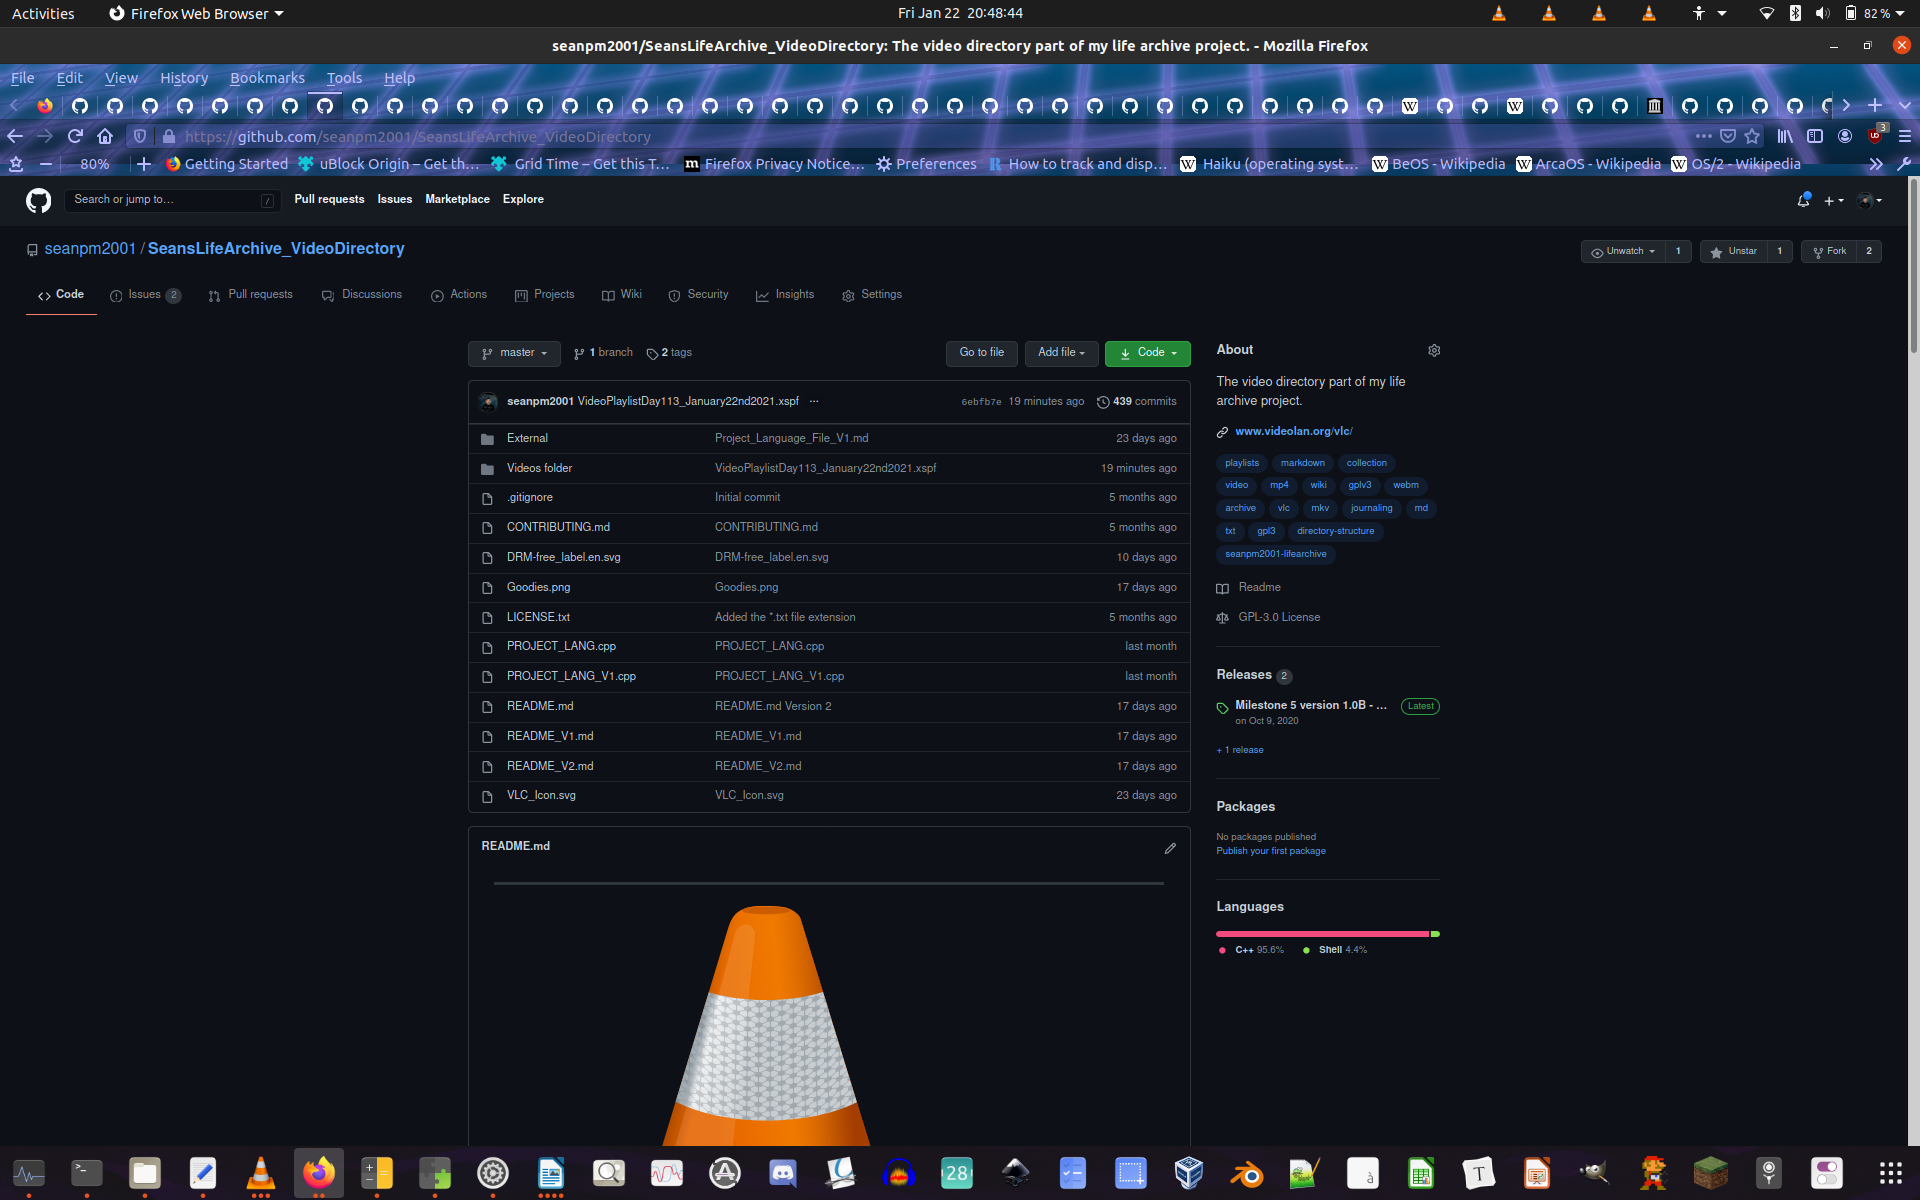 Activities Firefox Web Browser Fri Jan 22 20:48:44 82 %
seanpm2001/SeansLifeArchive_VideoDirectory: The video directory part of my life archive project. - Mozilla Firefox
File Edit View History Bookmarks Tools Help
https://github.com/seanpm2001/SeansLifeArchive_VideoDirectory 3
80% Getting Started uBlock Origin – Get th… Grid Time – Get this T… Firefox Privacy Notice… Preferences How to track and disp… Haiku (operating syst… BeOS - Wikipedia ArcaOS - Wikipedia OS/2 - Wikipedia
Search or jump to… / Pull requests Issues Marketplace Explore
seanpm2001 / SeansLifeArchive_VideoDirectory Unwatch 1 Unstar 1 Fork 2
Code Issues 2 Pull requests Discussions Actions Projects Wiki Security Insights Settings
master 1 branch 2 tags Go to file Add file Code
seanpm2001 VideoPlaylistDay113_January22nd2021.xspf ... 6ebfb7e 19 minutes ago 439 commits
External Project_Language_File_V1.md 23 days ago
Videos folder VideoPlaylistDay113_January22nd2021.xspf 19 minutes ago
.gitignore Initial commit 5 months ago
CONTRIBUTING.md CONTRIBUTING.md 5 months ago
DRM-free_label.en.svg DRM-free_label.en.svg 10 days ago
Goodies.png Goodies.png 17 days ago
LICENSE.txt Added the *.txt file extension 5 months ago
PROJECT_LANG.cpp PROJECT_LANG.cpp last month
PROJECT_LANG_V1.cpp PROJECT_LANG_V1.cpp last month
README.md README.md Version 2 17 days ago
README_V1.md README_V1.md 17 days ago
README_V2.md README_V2.md 17 days ago
VLC_Icon.svg VLC_Icon.svg 23 days ago
README.md
About
The video directory part of my life
archive project.
www.videolan.org/vlc/
playlists markdown collection
video mp4 wiki gplv3 webm
archive vlc mkv journaling md
txt gpl3 directory-structure
seanpm2001-lifearchive
Readme
GPL-3.0 License
Releases 2
Milestone 5 version 1.0B - ... Latest
on Oct 9, 2020
+ 1 release
Packages
No packages published
Publish your first package
Languages
C++ 95.6% Shell 4.4%
28